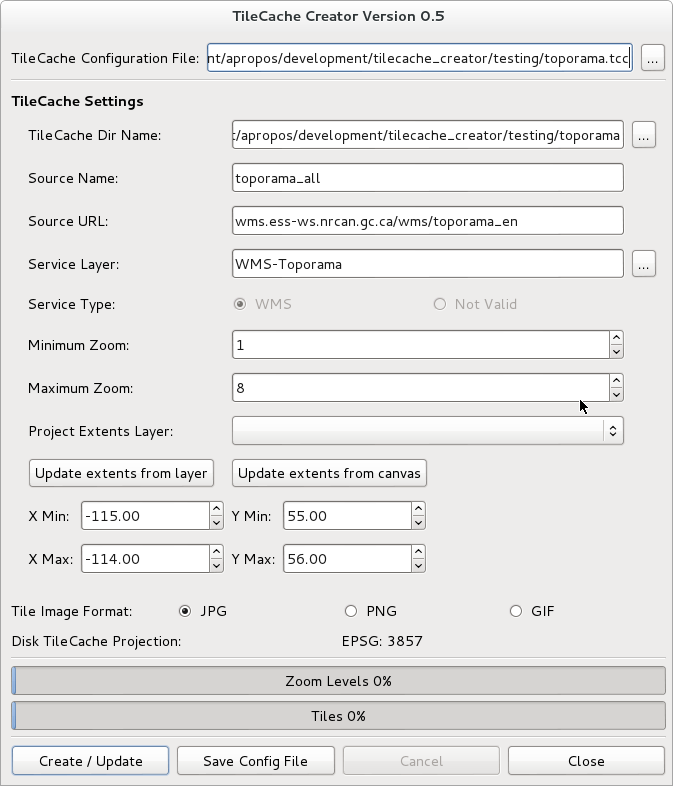 TileCache Creator Version 0.5
TileCache Configuration File: nt/apropos/development/tilecache_creator/testing/toporama.tcc ...
TileCache Settings
TileCache Dir Name: :/apropos/development/tilecache_creator/testing/toporama ...
Source Name: toporama_all
Source URL: wms.ess-ws.nrcan.gc.ca/wms/toporama_en
Service Layer: WMS-Toporama ...
Service Type: WMS Not Valid
Minimum Zoom: 1
Maximum Zoom: 8
Project Extents Layer:
Update extents from layer Update extents from canvas
X Min: -115.00 Y Min: 55.00
X Max: -114.00 Y Max: 56.00
Tile Image Format: JPG PNG GIF
Disk TileCache Projection: EPSG: 3857
Zoom Levels 0%
Tiles 0%
Create / Update Save Config File Cancel Close